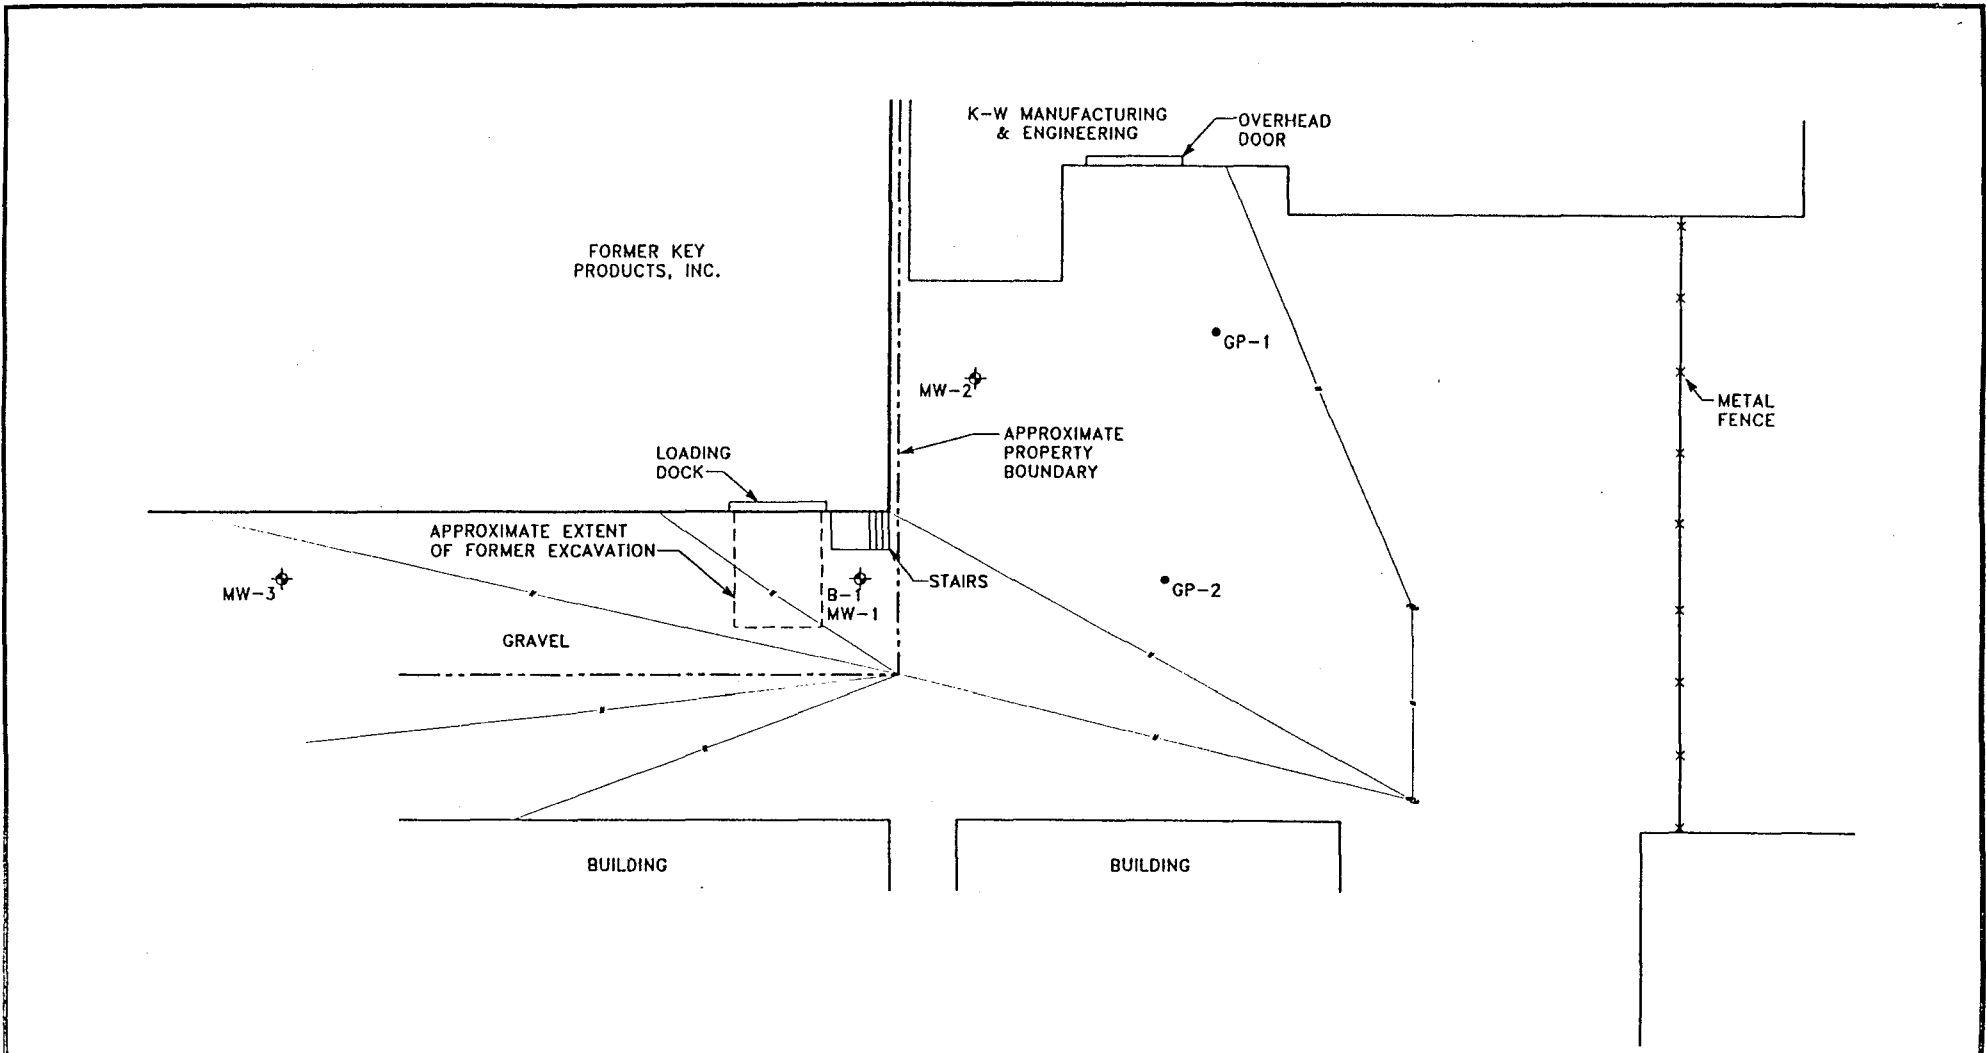 K-W MANUFACTURING
& ENGINEERING
OVERHEAD
DOOR
FORMER KEY
PRODUCTS, INC.
GP-1
MW-2
METAL
FENCE
APPROXIMATE
PROPERTY
BOUNDARY
LOADING
DOCK
APPROXIMATE EXTENT
OF FORMER EXCAVATION
STAIRS
MW-3
B-1
MW-1
GP-2
GRAVEL
BUILDING
BUILDING